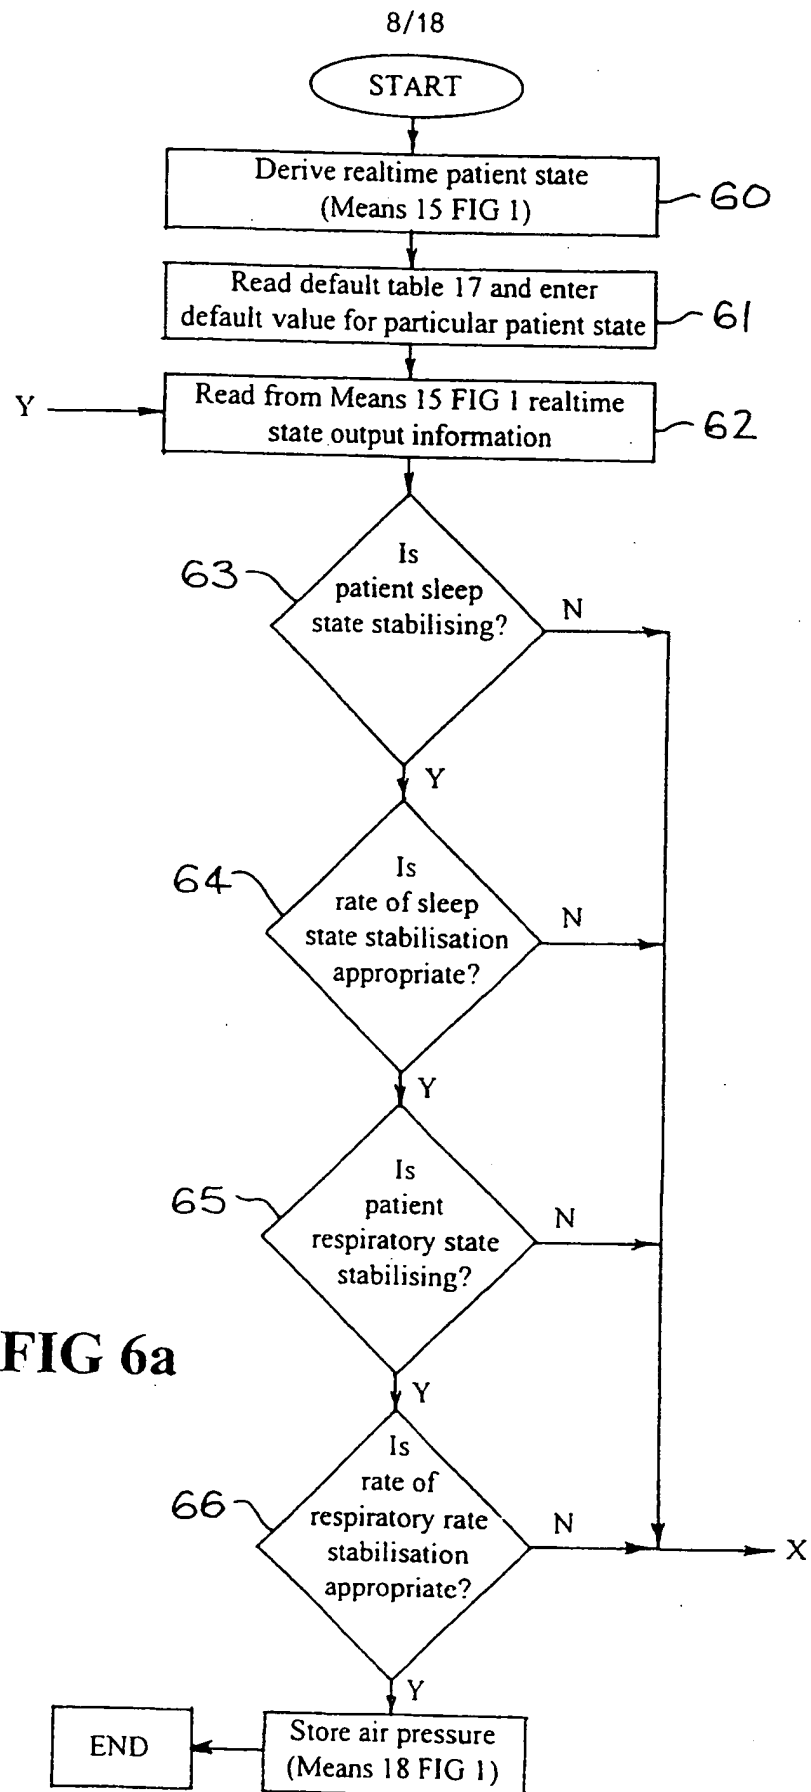 8/18
START
Derive realtime patient state
(Means 15 FIG 1)
60
Read default table 17 and enter
default value for particular patient state
61
Y
Read from Means 15 FIG 1 realtime
state output information
62
63
Is
patient sleep
state stabilising?
N
Y
64
Is
rate of sleep
state stabilisation
appropriate?
N
Y
65
Is
patient
respiratory state
stabilising?
N
FIG 6a
Y
66
Is
rate of
respiratory rate
stabilisation
appropriate?
N
X
Y
END
Store air pressure
(Means 18 FIG 1)